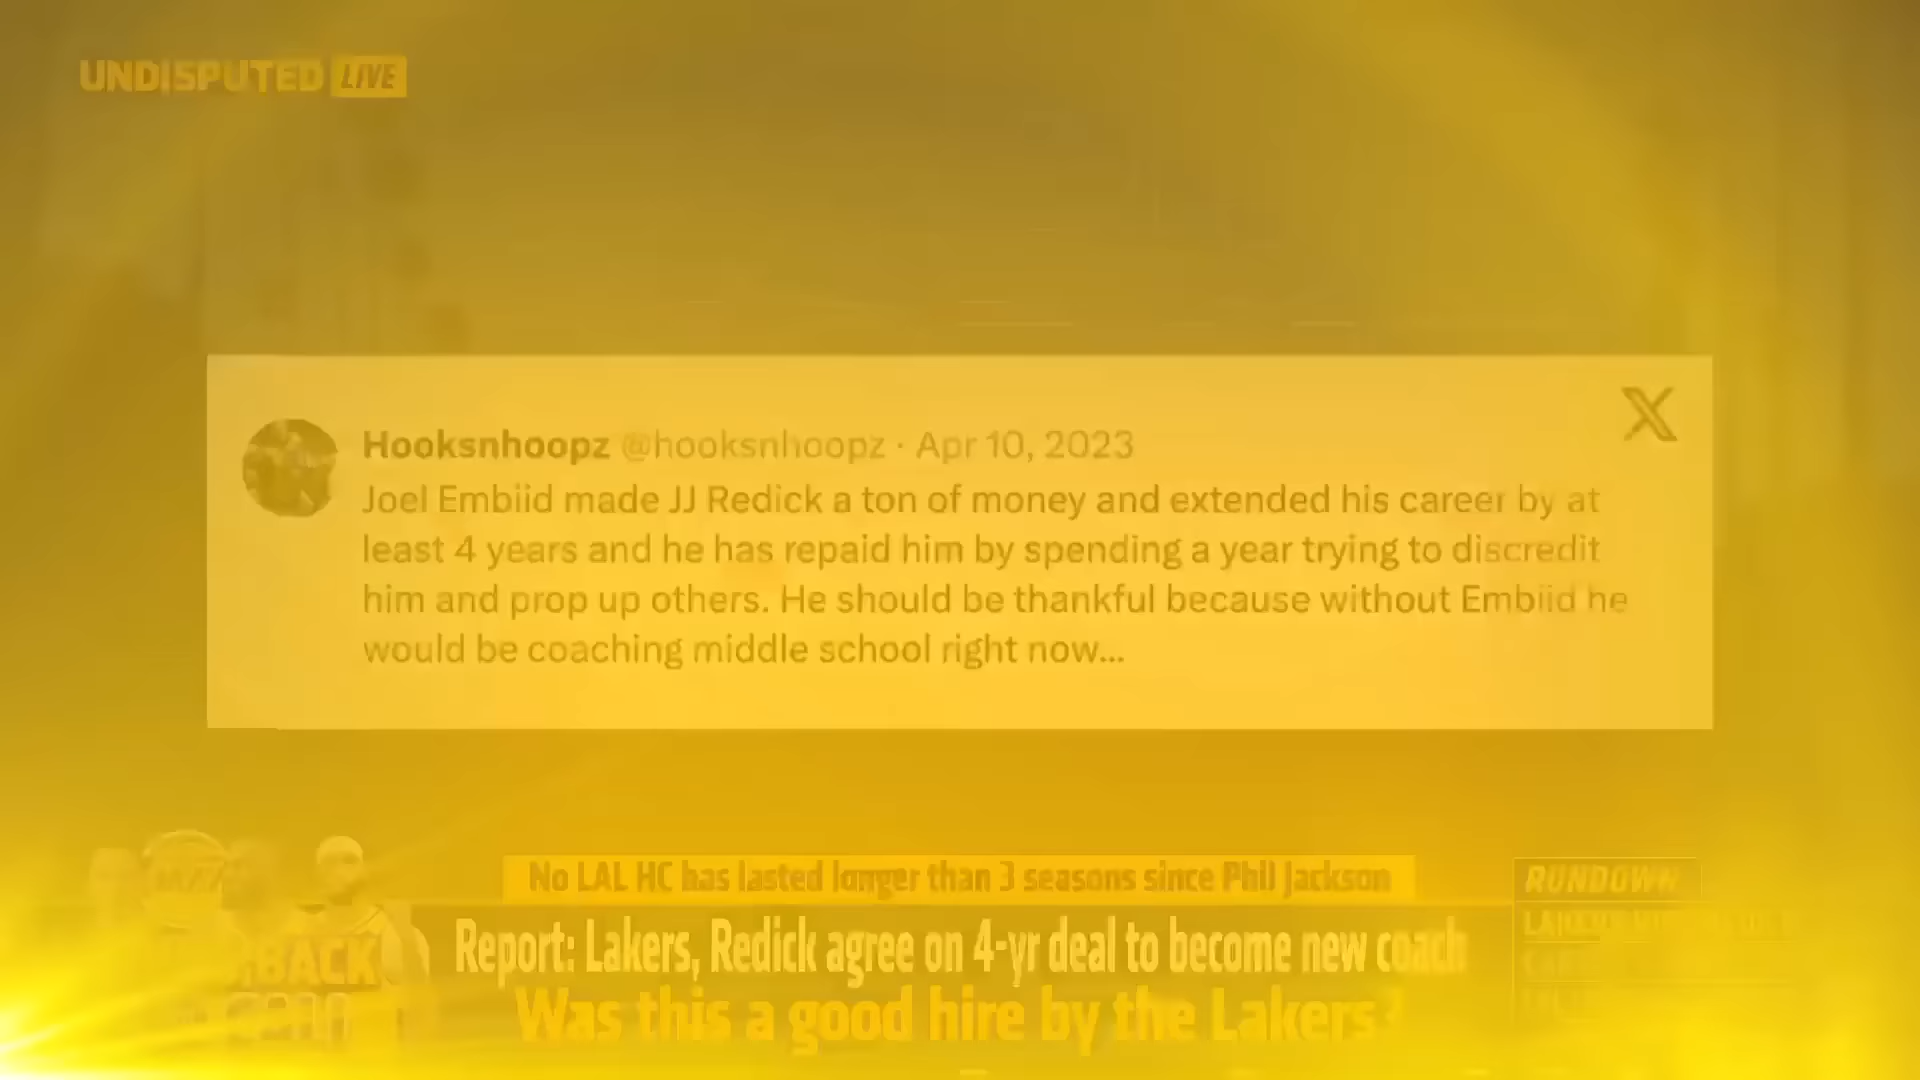 UNDISPUTED LIVE
Hooksnhoopz @hooksnhoopz · Apr 10, 2023
Joel Embiid made JJ Redick a ton of money and extended his career by at
least 4 years and he has repaid him by spending a year trying to discredit
him and prop up others. He should be thankful because without Embiid he
would be coaching middle school right now...
No LAL HC has lasted longer than 3 seasons since Phil Jackson
Report: Lakers, Redick agree on 4-yr deal to become new coach
Was this a good hire by the Lakers?
BACK
RUNDOWN